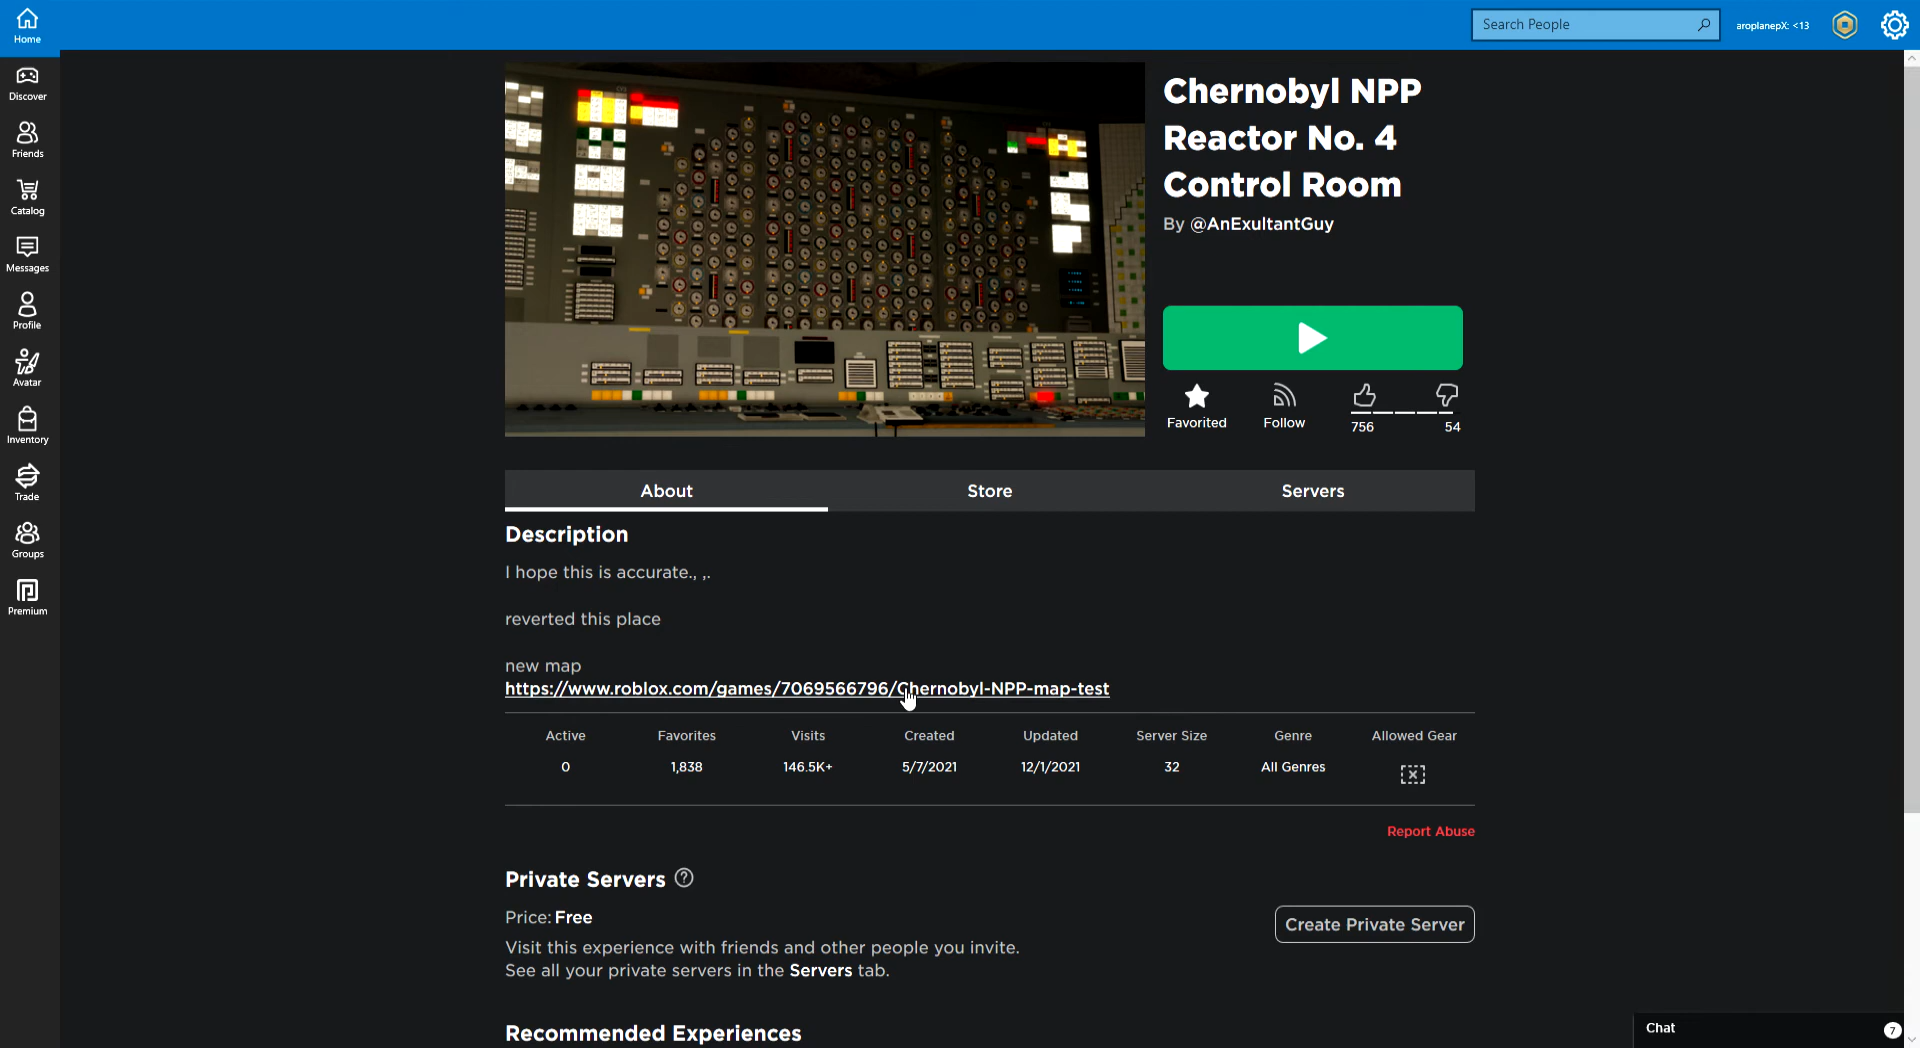 Home
Search People
aroplanepX: <13
Discover
Friends
Catalog
Messages
Profile
Avatar
Inventory
Trade
Groups
Premium
Chernobyl NPP
Reactor No. 4
Control Room
By @AnExultantGuy
Favorited
Follow
756
54
About
Store
Servers
Description
I hope this is accurate., ,.
reverted this place
new map
https://www.roblox.com/games/7069566796/Chernobyl-NPP-map-test
Active
Favorites
Visits
Created
Updated
Server Size
Genre
Allowed Gear
0
1,838
146.5K+
5/7/2021
12/1/2021
32
All Genres
Report Abuse
Private Servers
Price: Free
Create Private Server
Visit this experience with friends and other people you invite.
See all your private servers in the Servers tab.
Recommended Experiences
Chat
7